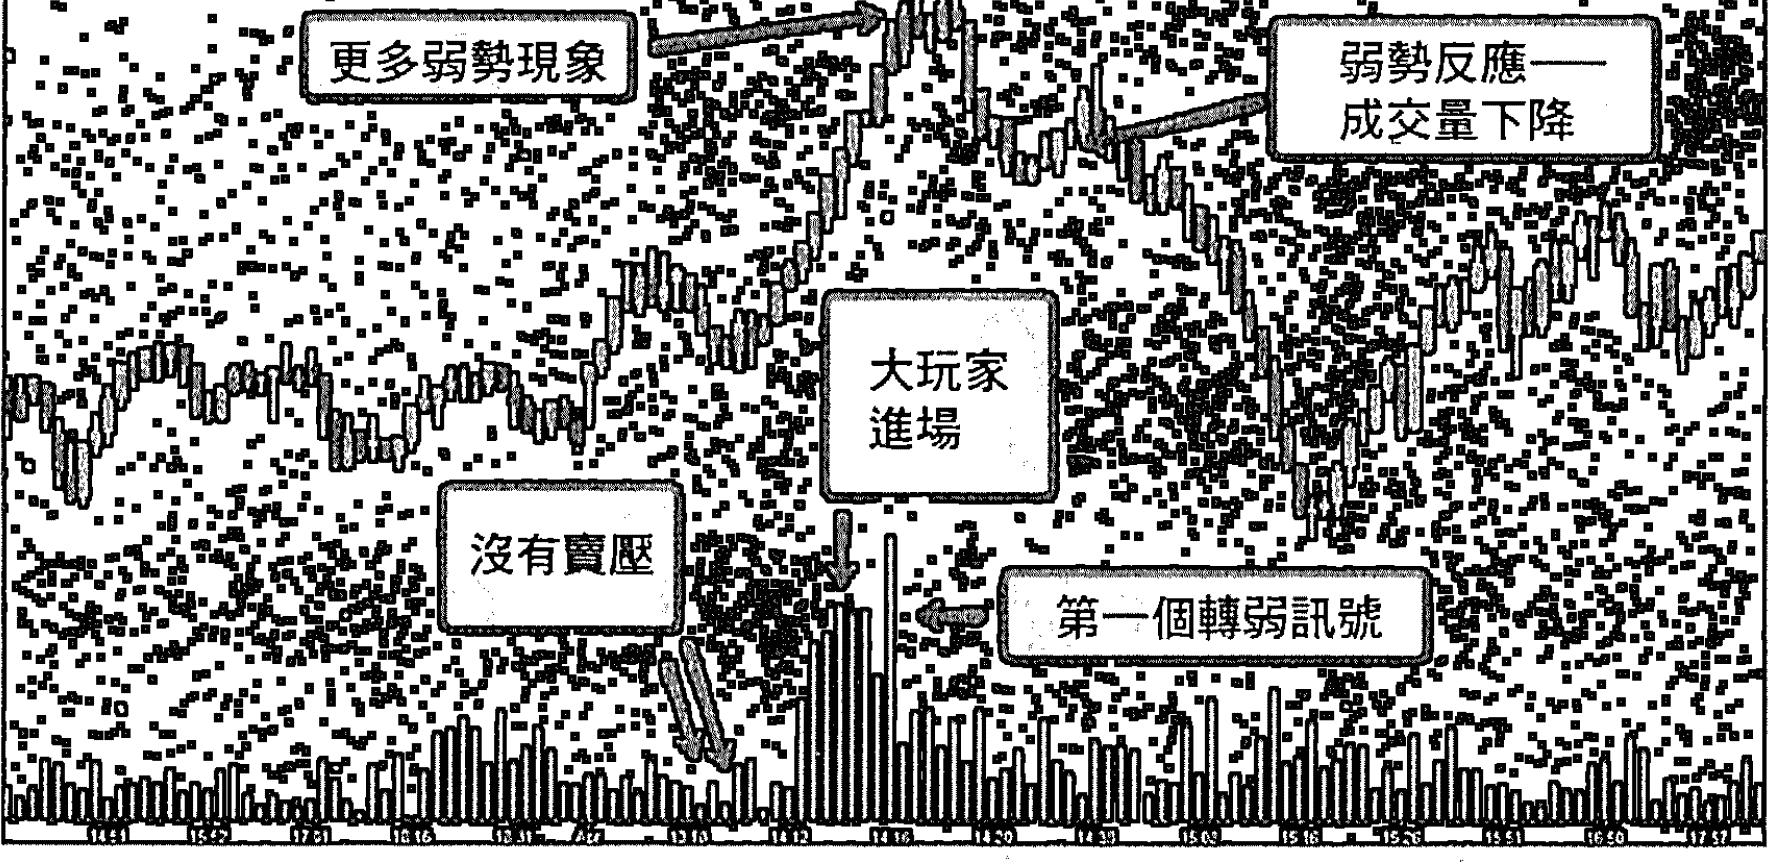 更多弱勢現象
弱勢反應——
成交量下降
大玩家
進場
沒有賣壓
第一個轉弱訊號